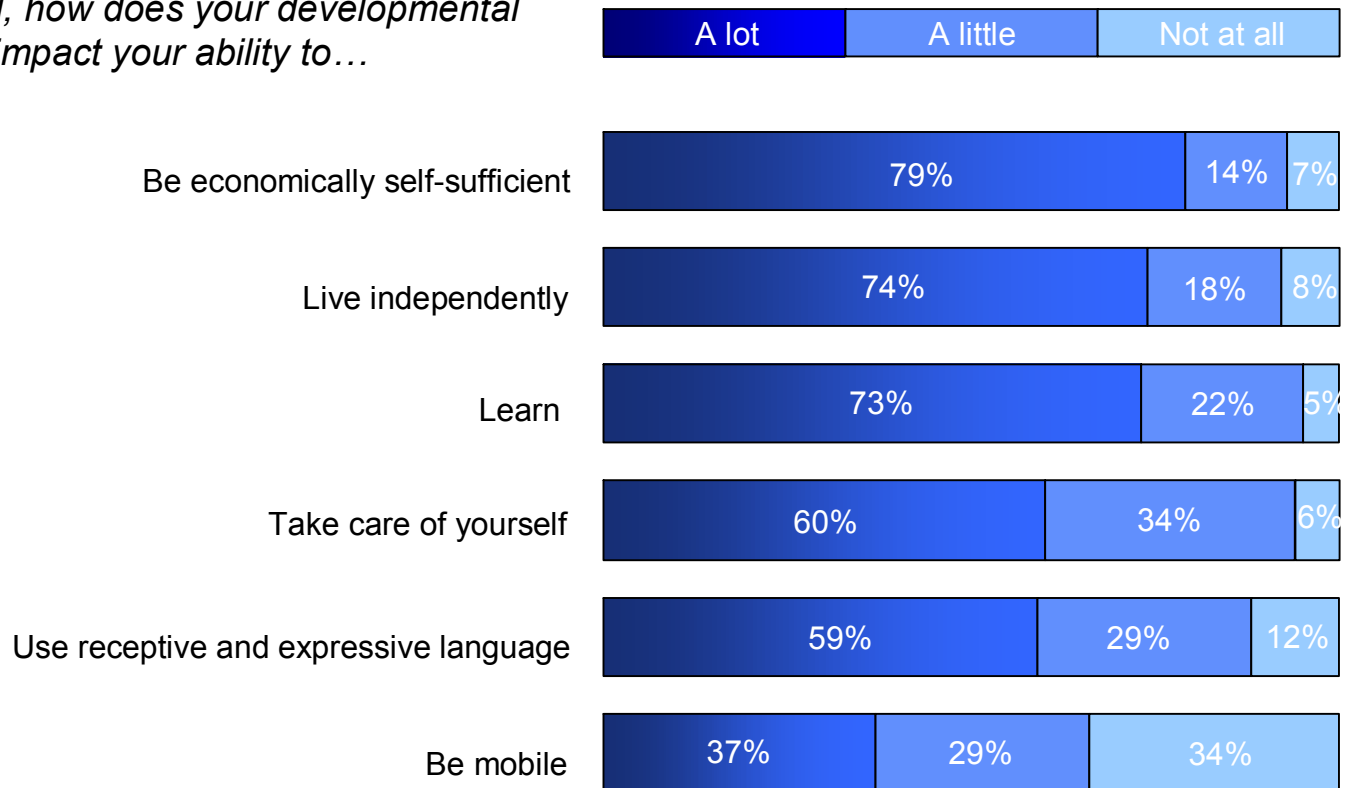 , how does your developmental
impact your ability to…
A lot A little Not at all
Be economically self-sufficient 79% 14% 7%
Live independently 74% 18% 8%
Learn 73% 22% 5%
Take care of yourself 60% 34% 6%
Use receptive and expressive language 59% 29% 12%
Be mobile 37% 29% 34%